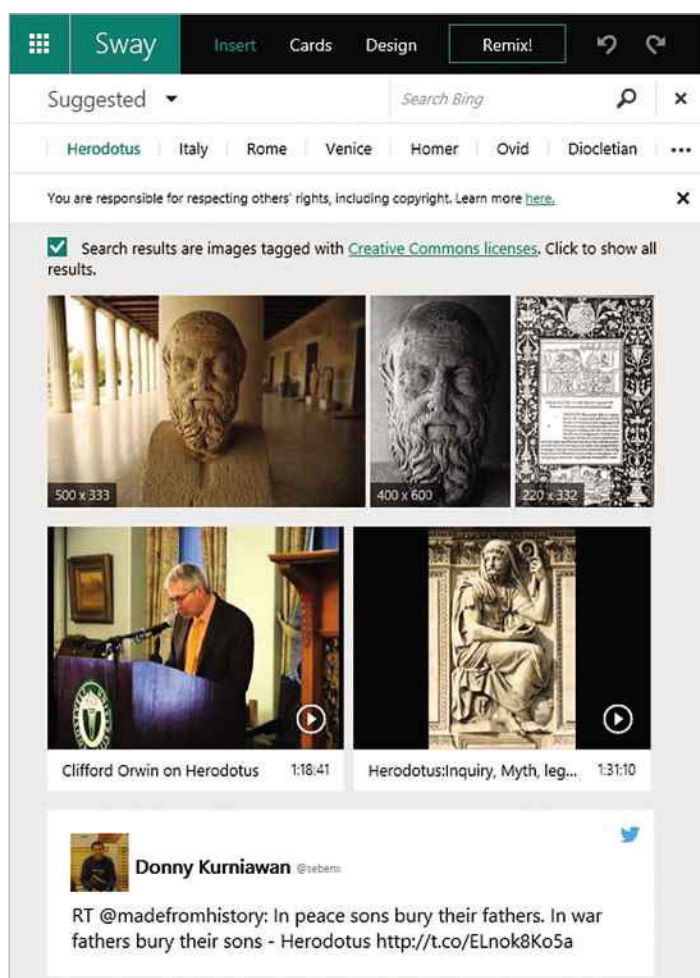 Sway Insert Cards Design Remix!
Suggested Search Bing
Herodotus Italy Rome Venice Homer Ovid Diocletian •••
You are responsible for respecting others' rights, including copyright. Learn more here.
Search results are images tagged with Creative Commons licenses. Click to show all
results.
500 x 333 400 x 600 220 x 332
Clifford Orwin on Herodotus 1:18:41 Herodotus:Inquiry, Myth, leg... 1:31:10
Donny Kurniawan
RT @madefromhistory: In peace sons bury their fathers. In war
fathers bury their sons - Herodotus http://t.co/ELnok8Ko5a